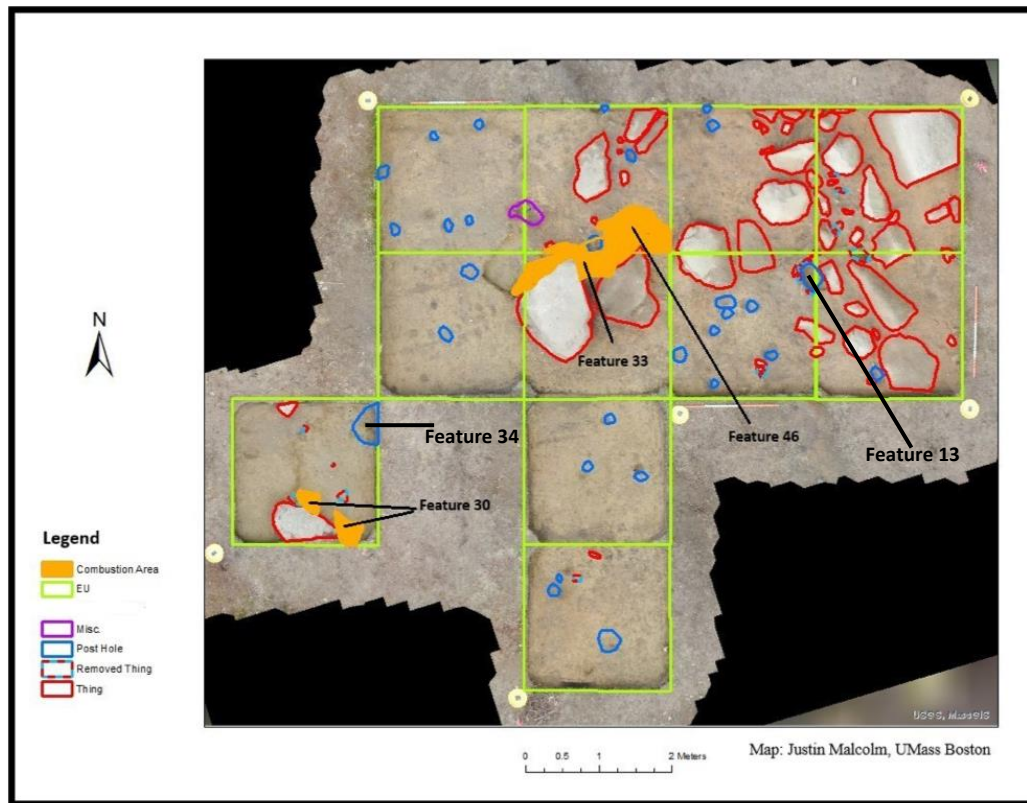 N
Feature 33
Feature 46
Feature 34
Feature 13
Feature 30
Legend
Combustion Area
EU
Misc.
Post Hole
Removed Thing
Thing
0 0.5 1 2 Meters
Map: Justin Malcolm, UMass Boston